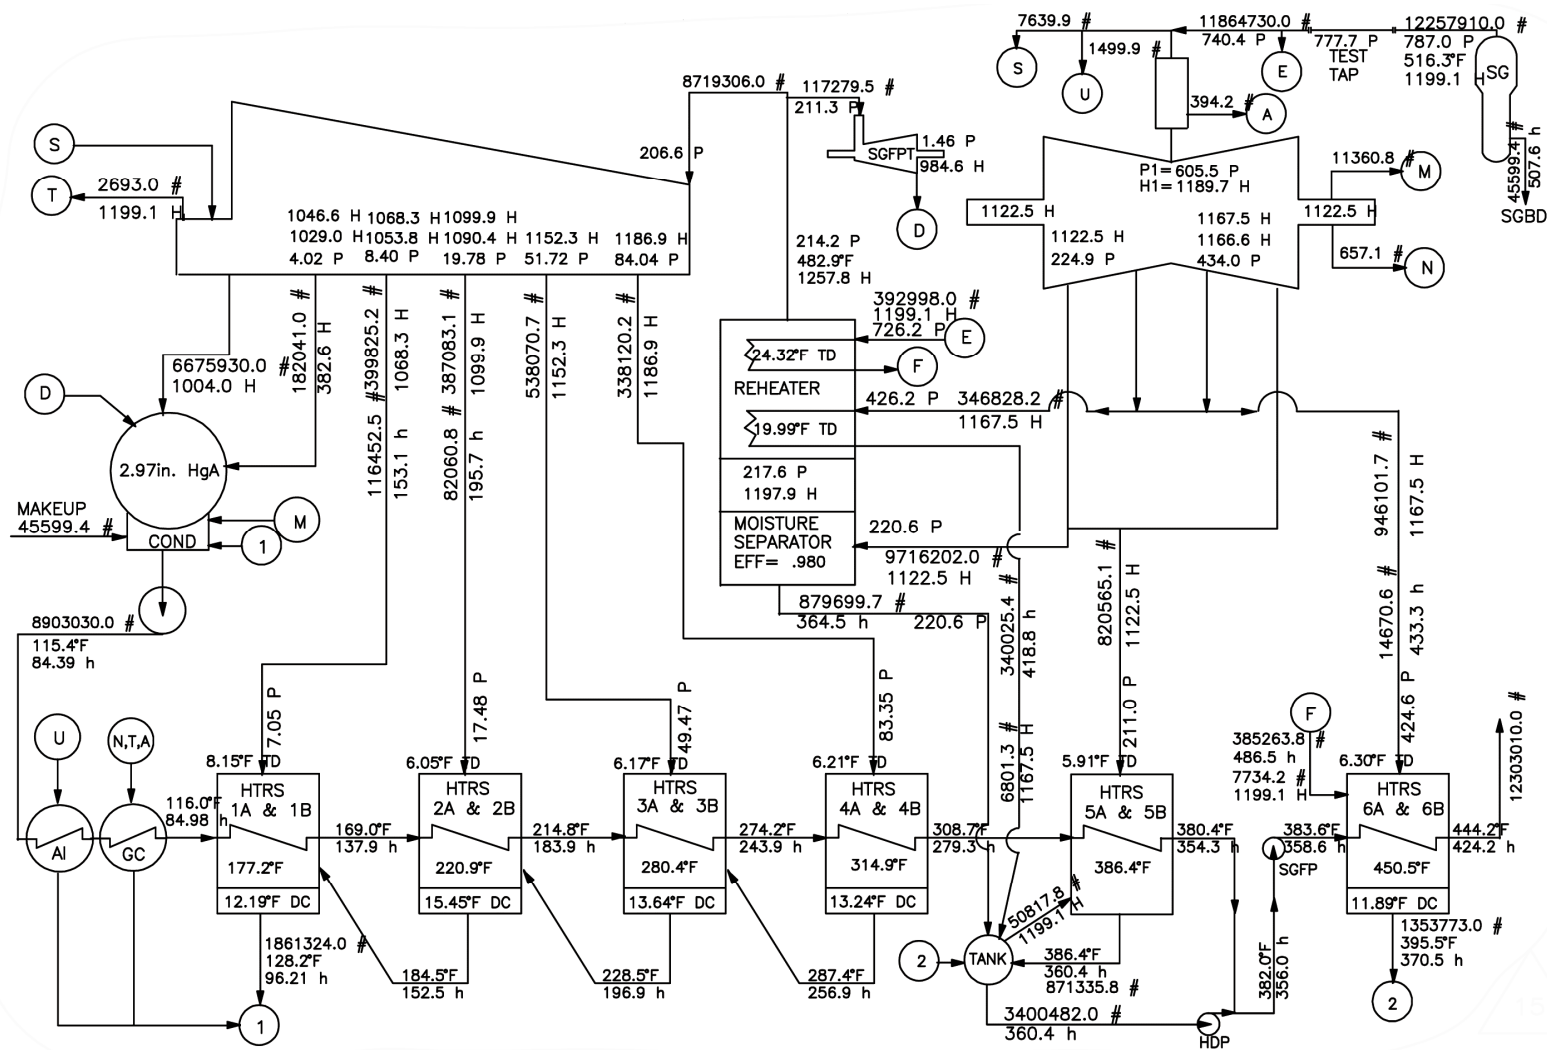 7639.9 #
11864730.0 #
12257910.0 #
740.4 P
777.7 P
787.0 P
1499.9 #
TEST
TAP
516.3°F
1199.1 H
SG
S
U
E
394.2 #
A
45599.4 #
507.6 h
SGBD
8719306.0 #
117279.5 #
211.3 P
206.6 P
SGFPT
1.46 P
984.6 H
D
P1= 605.5 P
H1= 1189.7 H
11360.8 #
M
1122.5 H
1122.5 H
657.1 #
N
1122.5 H
224.9 P
1167.5 H
1166.6 H
434.0 P
S
T
2693.0 #
1199.1 H
1046.6 H
1068.3 H
1099.9 H
1029.0 H
1053.8 H
1090.4 H
1152.3 H
1186.9 H
4.02 P
8.40 P
19.78 P
51.72 P
84.04 P
214.2 P
482.9°F
1257.8 H
182041.0 #
382.6 H
399825.2 #
1068.3 H
116452.5 #
153.1 h
387083.1 #
1099.9 H
82060.8 #
195.7 h
538070.7 #
1152.3 H
338120.2 #
1186.9 H
6675930.0 #
1004.0 H
D
2.97in. HgA
MAKEUP
45599.4 #
COND
M
1
392998.0 #
1199.1 H
726.2 P
E
24.32°F TD
F
REHEATER
426.2 P
346828.2 #
1167.5 H
19.99°F TD
217.6 P
1197.9 H
MOISTURE
SEPARATOR
EFF= .980
220.6 P
9716202.0 #
1122.5 H
879699.7 #
364.5 h
220.6 P
340025.4 #
418.8 h
6801.3 #
1167.5 H
820565.1 #
1122.5 H
211.0 P
946101.7 #
1167.5 H
14670.6 #
433.3 h
424.6 P
8903030.0 #
115.4°F
84.39 h
U
N,T,A
AI
GC
116.0°F
84.98 h
7.05 P
8.15°F TD
HTRS
1A & 1B
177.2°F
12.19°F DC
169.0°F
137.9 h
17.48 P
6.05°F TD
HTRS
2A & 2B
220.9°F
15.45°F DC
214.8°F
183.9 h
49.47 P
6.17°F TD
HTRS
3A & 3B
280.4°F
13.64°F DC
274.2°F
243.9 h
83.35 P
6.21°F TD
HTRS
4A & 4B
314.9°F
13.24°F DC
308.7°F
279.3 h
5.91°F TD
HTRS
5A & 5B
386.4°F
380.4°F
354.3 h
383.6°F
358.6 h
SGFP
F
385263.8 #
486.5 h
7734.2 #
1199.1 H
6.30°F TD
HTRS
6A & 6B
450.5°F
11.89°F DC
444.2°F
424.2 h
12303010.0 #
1861324.0 #
128.2°F
96.21 h
1
184.5°F
152.5 h
228.5°F
196.9 h
287.4°F
256.9 h
2
TANK
50817.8 #
1199.1 H
386.4°F
360.4 h
871335.8 #
3400482.0 #
360.4 h
HDP
382.0°F
356.0 h
1353773.0 #
395.5°F
370.5 h
2